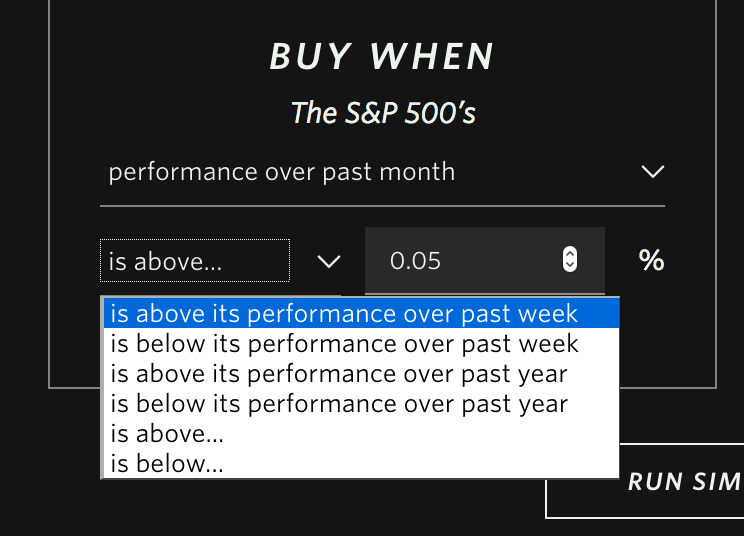 BUY WHEN
The S&P 500’s
performance over past month
is above... 0.05 %
is above its performance over past week
is below its performance over past week
is above its performance over past year
is below its performance over past year
is above...
is below...
RUN SIM